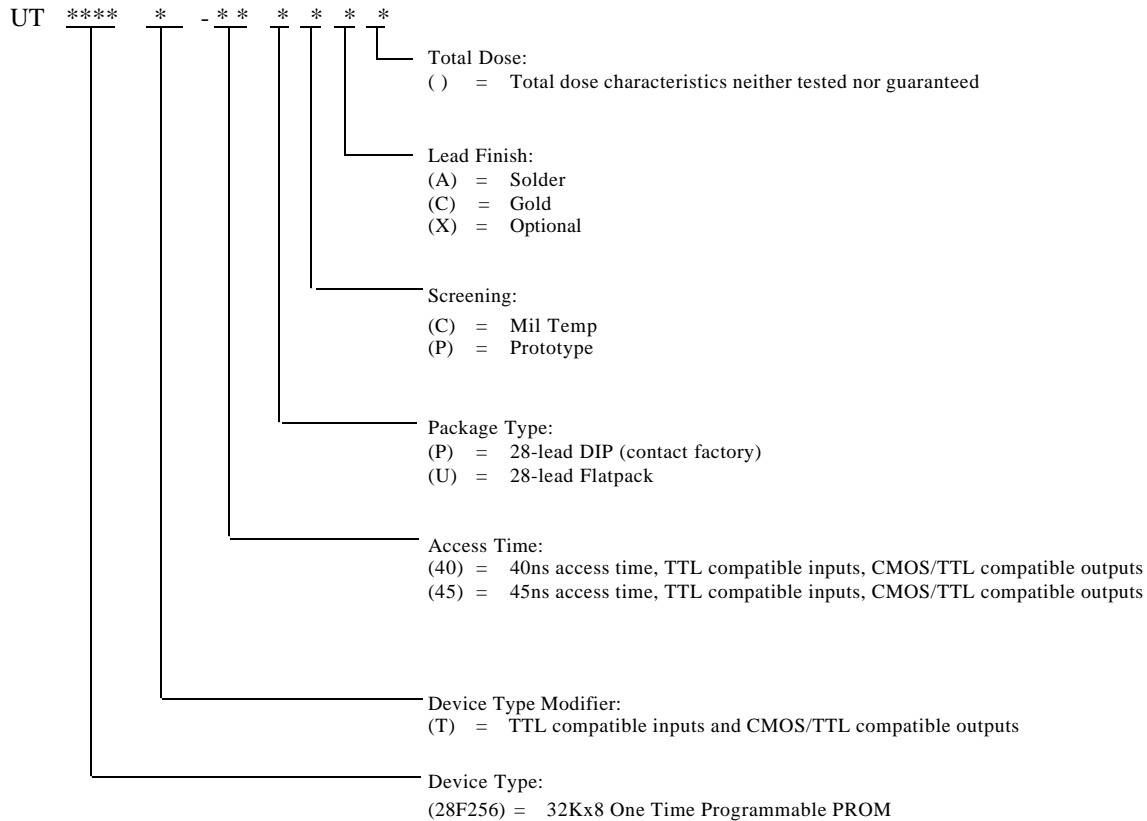 UT **** * - * * * * * *
Total Dose:
( ) = Total dose characteristics neither tested nor guaranteed
Lead Finish:
(A) = Solder
(C) = Gold
(X) = Optional
Screening:
(C) = Mil Temp
(P) = Prototype
Package Type:
(P) = 28-lead DIP (contact factory)
(U) = 28-lead Flatpack
Access Time:
(40) = 40ns access time, TTL compatible inputs, CMOS/TTL compatible outputs
(45) = 45ns access time, TTL compatible inputs, CMOS/TTL compatible outputs
Device Type Modifier:
(T) = TTL compatible inputs and CMOS/TTL compatible outputs
Device Type:
(28F256) = 32Kx8 One Time Programmable PROM